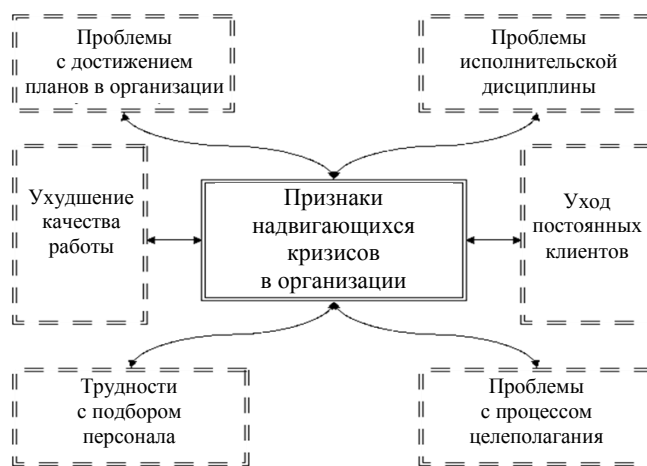 Проблемы
с достижением
планов в организации
Проблемы
исполнительской
дисциплины
Ухудшение
качества
работы
Признаки
надвигающихся
кризисов
в организации
Уход
постоянных
клиентов
Трудности
с подбором
персонала
Проблемы
с процессом
целеполагания